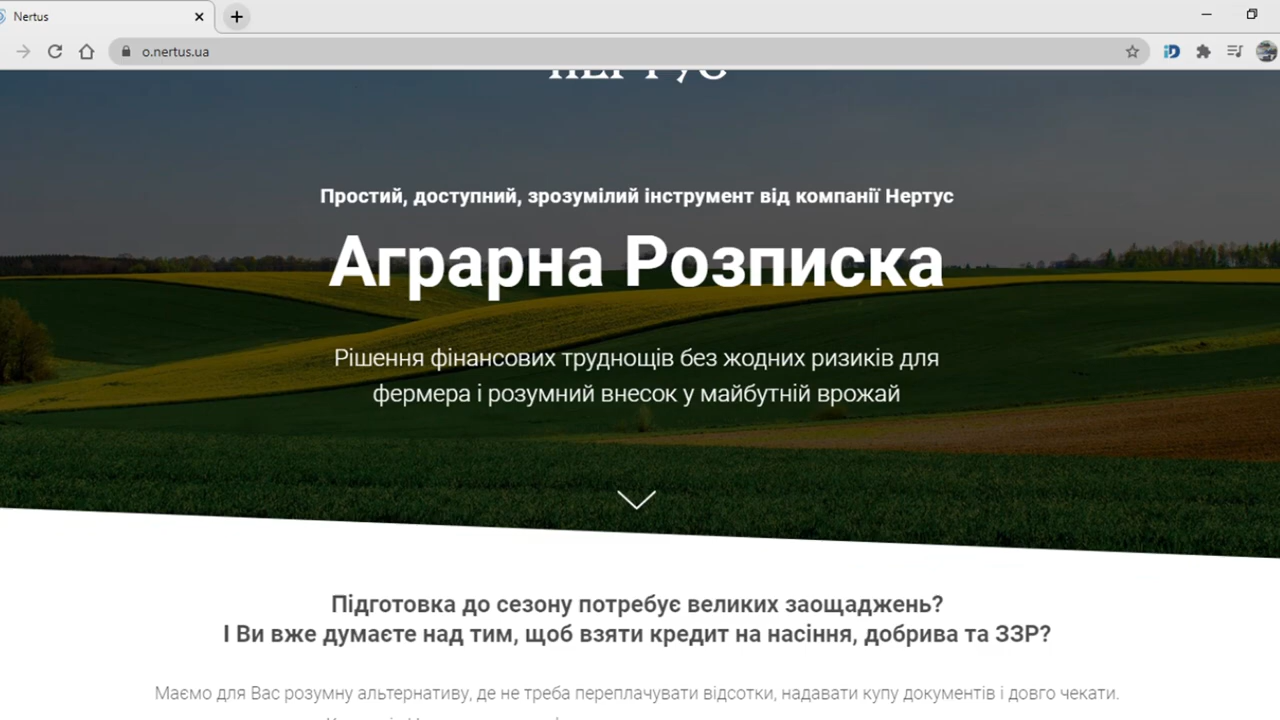 Nertus
o.nertus.ua
НЕРТУС
Простий, доступний, зрозумілий інструмент від компанії Нертус
Аграрна Розписка
Рішення фінансових труднощів без жодних ризиків для
фермера і розумний внесок у майбутній врожай
Підготовка до сезону потребує великих заощаджень?
І Ви вже думаєте над тим, щоб взяти кредит на насіння, добрива та ЗЗР?
Маємо для Вас розумну альтернативу, де не треба переплачувати відсотки, надавати купу документів і довго чекати.